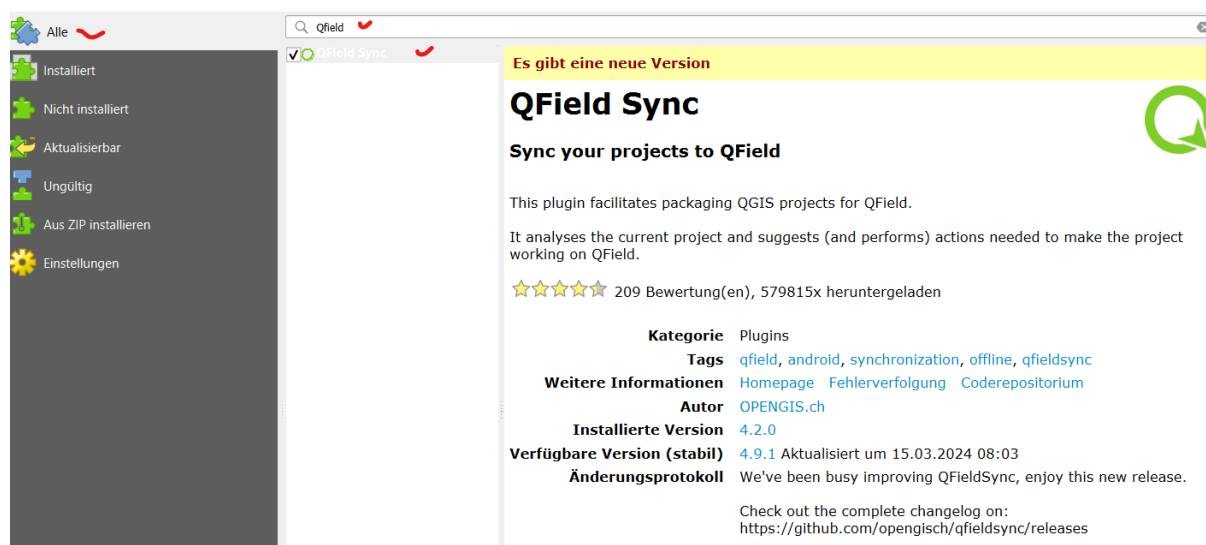 Alle
Qfield
Installiert
Nicht installiert
Aktualisierbar
Ungültig
Aus ZIP installieren
Einstellungen
QField Sync
Es gibt eine neue Version
QField Sync
Sync your projects to QField
This plugin facilitates packaging QGIS projects for QField.
It analyses the current project and suggests (and performs) actions needed to make the project
working on QField.
209 Bewertung(en), 579815x heruntergeladen
Kategorie Plugins
Tags qfield, android, synchronization, offline, qfieldsync
Weitere Informationen Homepage Fehlerverfolgung Coderepositorium
Autor OPENGIS.ch
Installierte Version 4.2.0
Verfügbare Version (stabil) 4.9.1 Aktualisiert um 15.03.2024 08:03
Änderungsprotokoll We've been busy improving QFieldSync, enjoy this new release.
Check out the complete changelog on:
https://github.com/opengisch/qfieldsync/releases